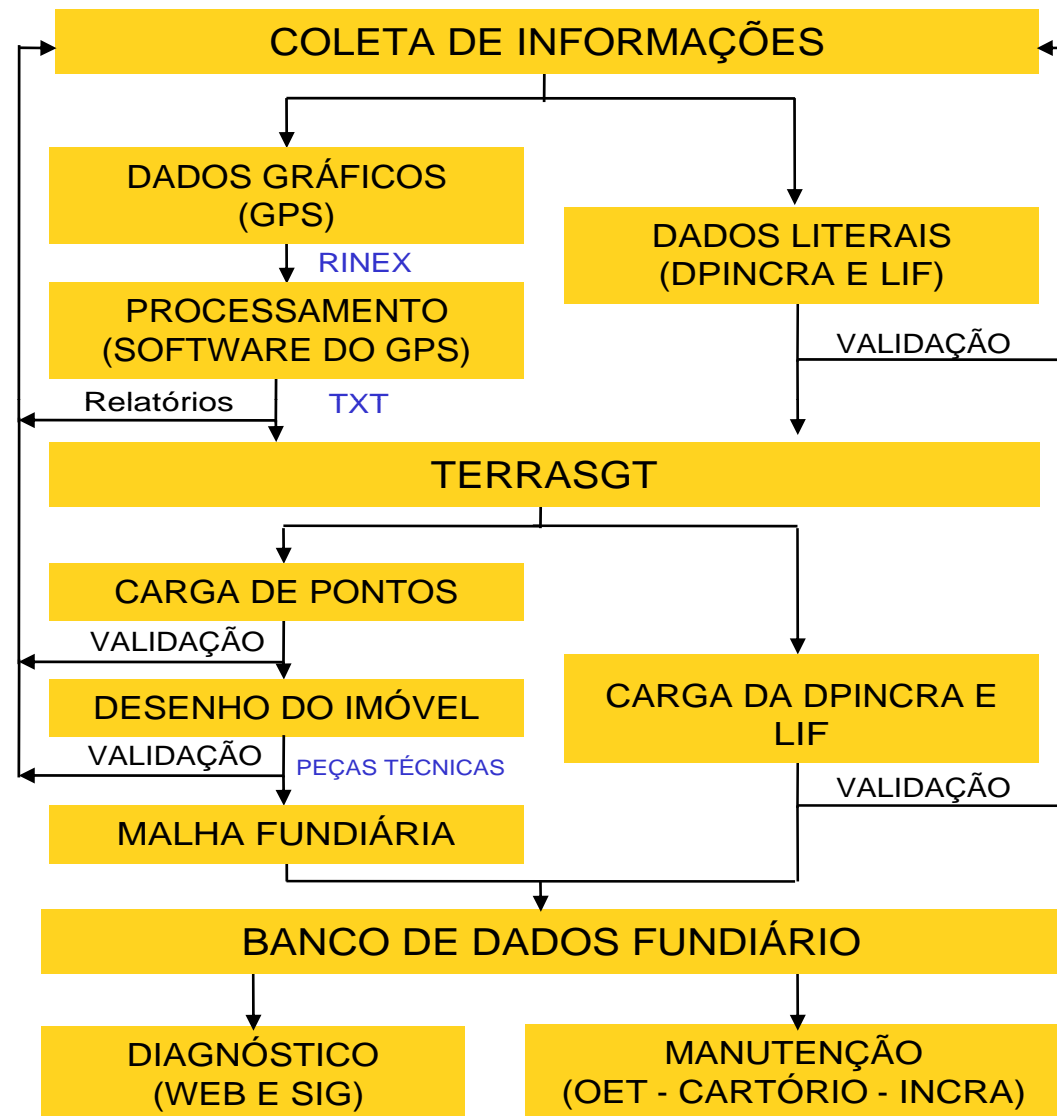 COLETA DE INFORMAÇÕES
DADOS GRÁFICOS
(GPS)
RINEX
PROCESSAMENTO
(SOFTWARE DO GPS)
Relatórios
TXT
DADOS LITERAIS
(DPINCRA E LIF)
VALIDAÇÃO
TERRASGT
CARGA DE PONTOS
VALIDAÇÃO
DESENHO DO IMÓVEL
VALIDAÇÃO
PEÇAS TÉCNICAS
MALHA FUNDIÁRIA
CARGA DA DPINCRA E
LIF
VALIDAÇÃO
BANCO DE DADOS FUNDIÁRIO
DIAGNÓSTICO
(WEB E SIG)
MANUTENÇÃO
(OET - CARTÓRIO - INCRA)